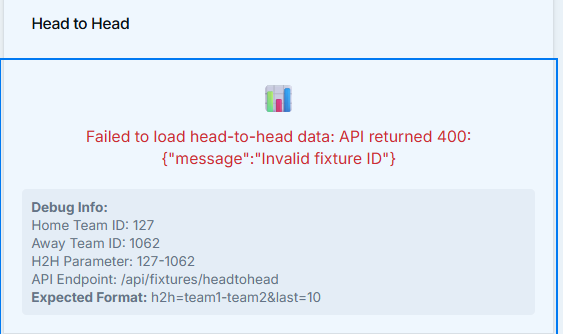 Head to Head
Failed to load head-to-head data: API returned 400:
{"message":"Invalid fixture ID"}
Debug Info:
Home Team ID: 127
Away Team ID: 1062
H2H Parameter: 127-1062
API Endpoint: /api/fixtures/headtohead
Expected Format: h2h=team1-team2&last=10